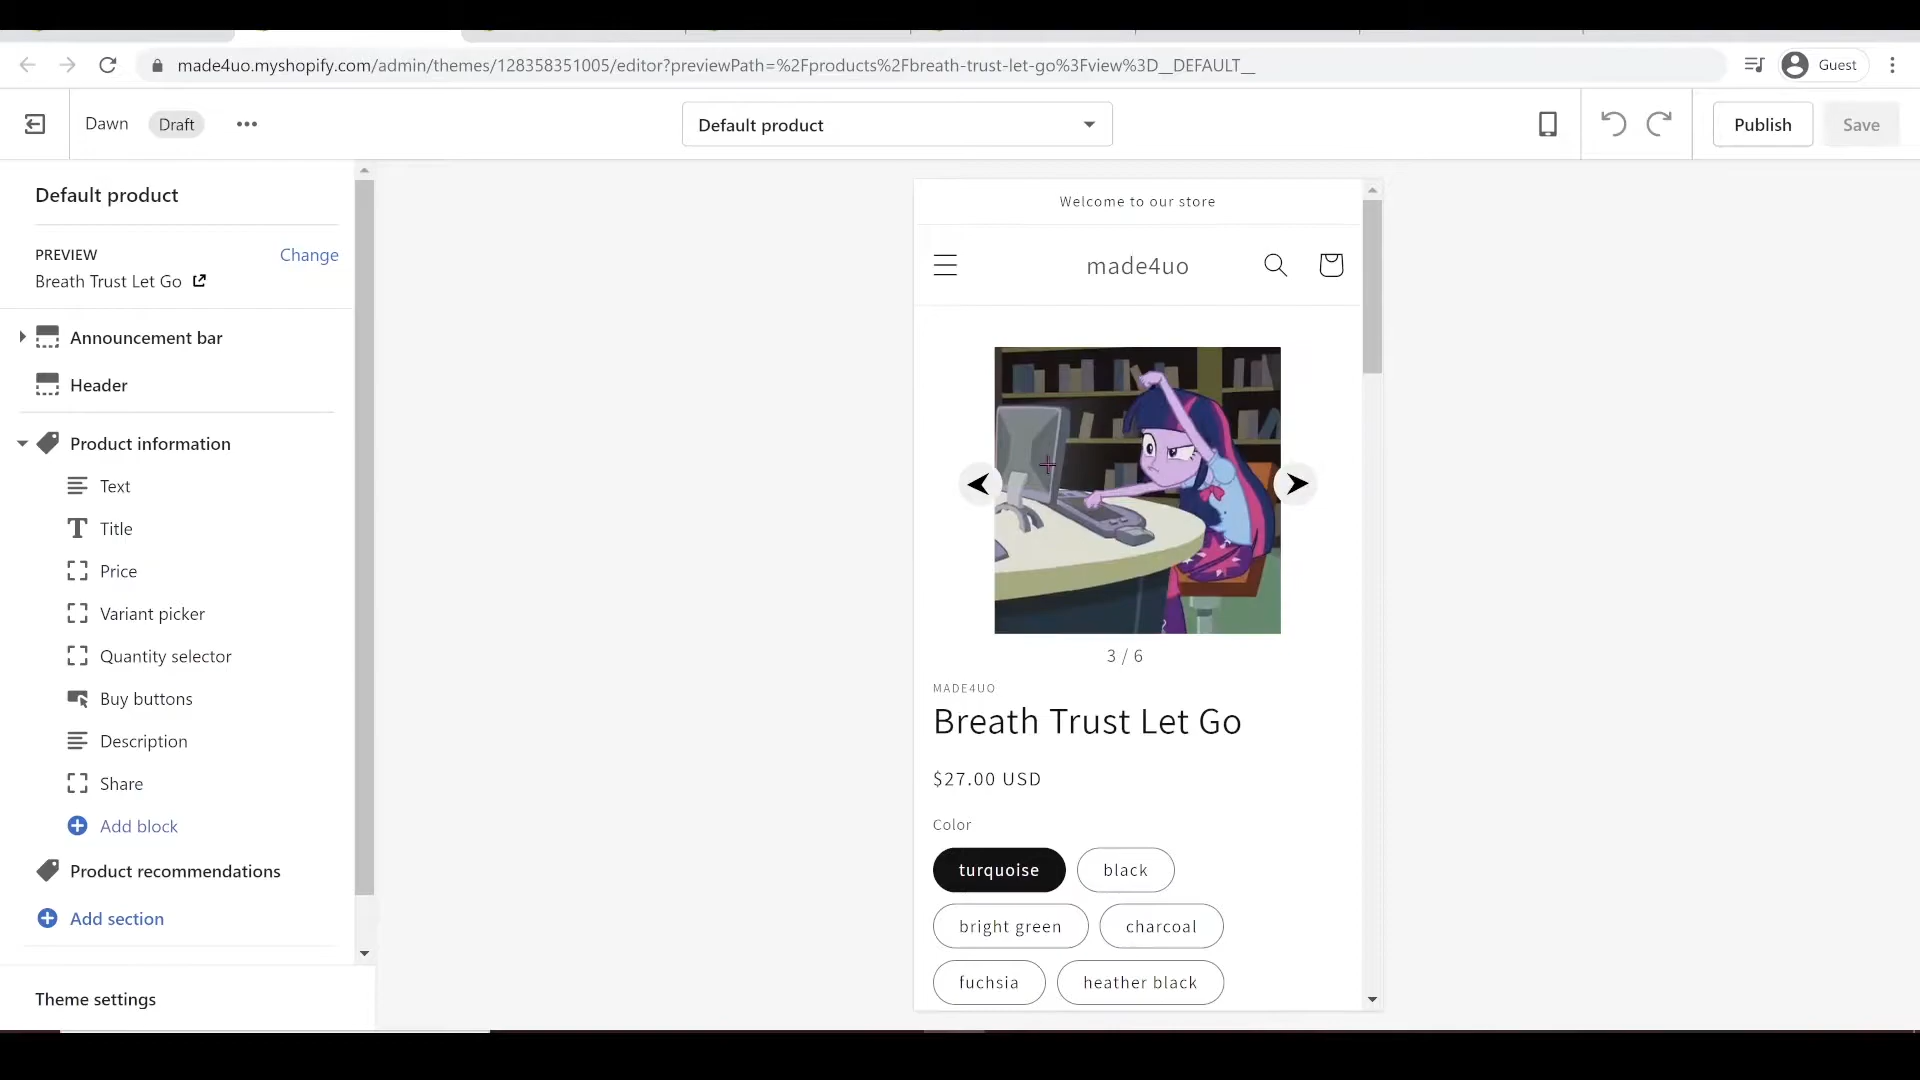 made4uo.myshopify.com/admin/themes/128358351005/editor?previewPath=%2Fproducts%2Fbreath-trust-let-go%3Fview%3D__DEFAULT__
Guest
Dawn
Draft
Default product
Publish
Save
Default product
PREVIEW
Change
Breath Trust Let Go
Announcement bar
Header
Product information
Text
Title
Price
Variant picker
Quantity selector
Buy buttons
Description
Share
Add block
Product recommendations
Add section
Theme settings
Welcome to our store
made4uo
3 / 6
MADE4UO
Breath Trust Let Go
$27.00 USD
Color
turquoise
black
bright green
charcoal
fuchsia
heather black